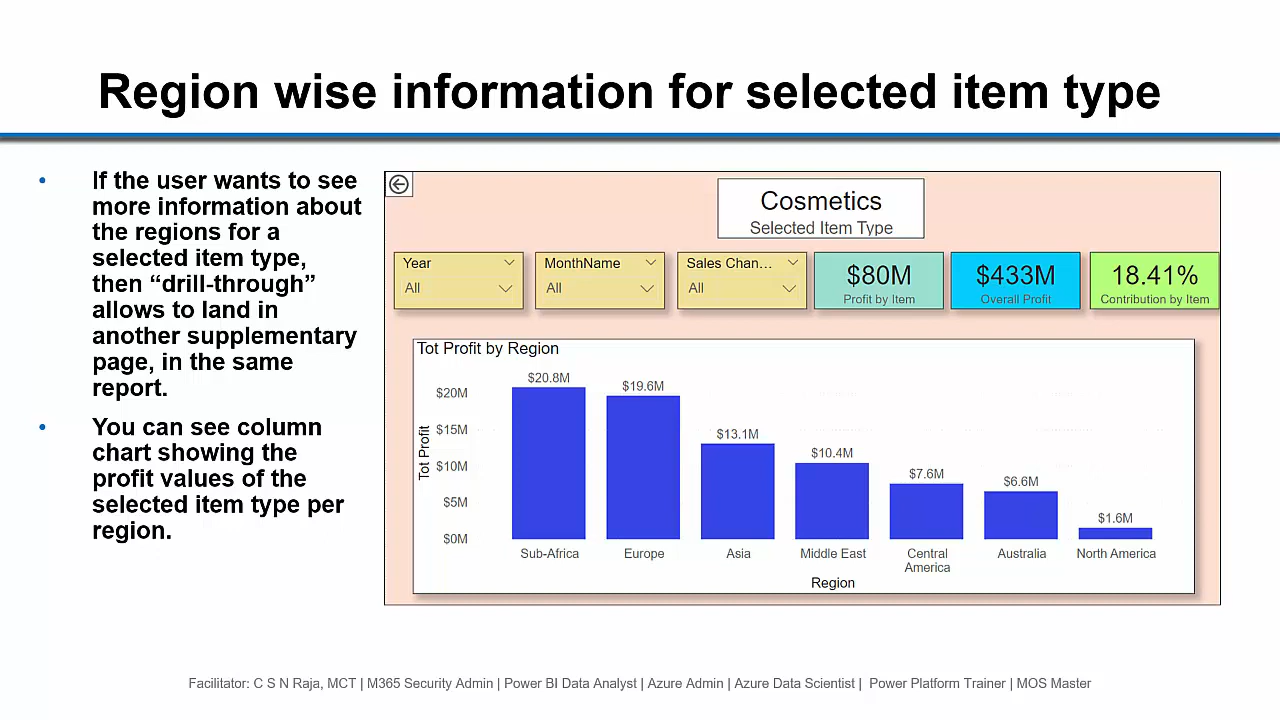 Region wise information for selected item type
• If the user wants to see
more information about
the regions for a
selected item type,
then “drill-through”
allows to land in
another supplementary
page, in the same
report.
• You can see column
chart showing the
profit values of the
selected item type per
region.
Cosmetics
Selected Item Type
Year
All
MonthName
All
Sales Chan...
All
$80M
Profit by Item
$433M
Overall Profit
18.41%
Contribution by Item
Tot Profit by Region
Tot Profit
$20M
$15M
$10M
$5M
$0M
$20.8M
$19.6M
$13.1M
$10.4M
$7.6M
$6.6M
$1.6M
Sub-Africa
Europe
Asia
Middle East
Central
America
Australia
North America
Region
Facilitator: C S N Raja, MCT | M365 Security Admin | Power BI Data Analyst | Azure Admin | Azure Data Scientist | Power Platform Trainer | MOS Master